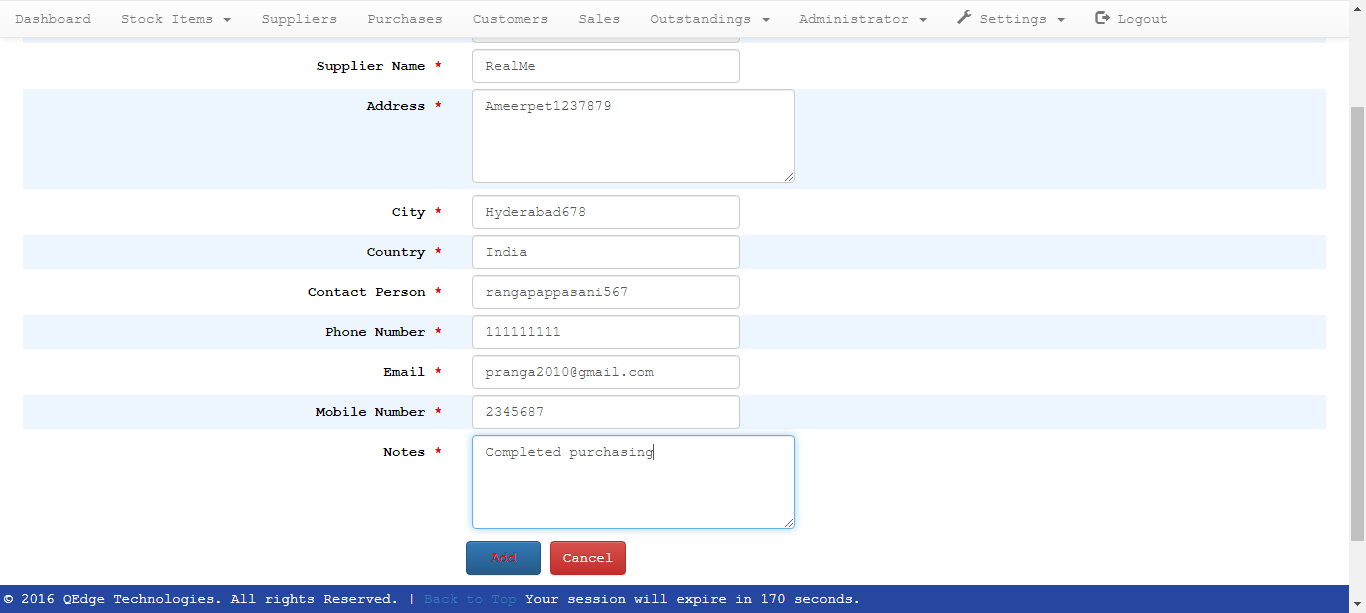 Dashboard Stock Items Suppliers Purchases Customers Sales Outstandings Administrator Settings Logout
Supplier Name * RealMe
Address * Ameerpet1237879
City * Hyderabad678
Country * India
Contact Person * rangapappasani567
Phone Number * 111111111
Email * pranga2010@gmail.com
Mobile Number * 2345687
Notes * Completed purchasing
Add Cancel
© 2016 QEdge Technologies. All rights Reserved. | Back to Top Your session will expire in 170 seconds.